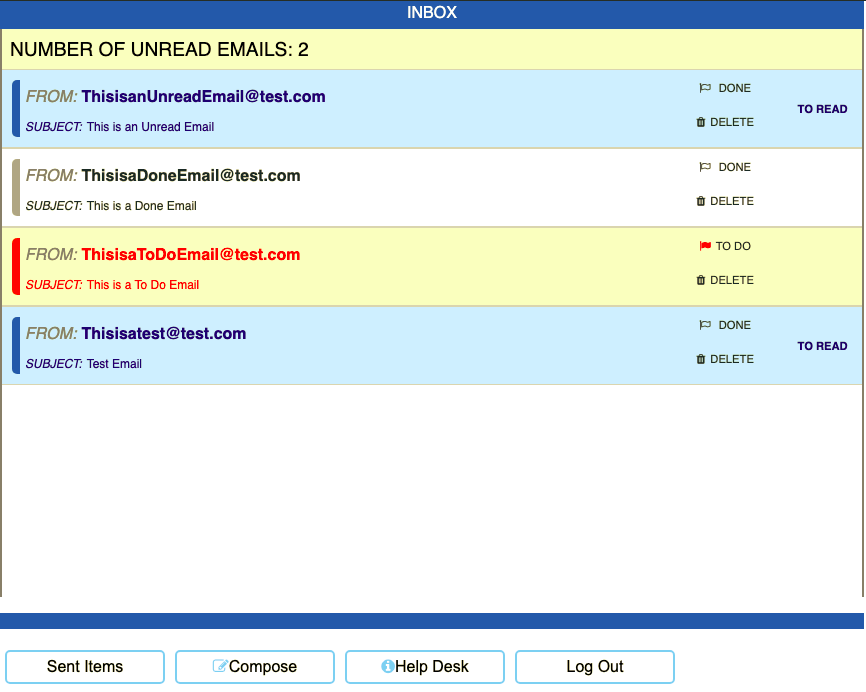 INBOX
NUMBER OF UNREAD EMAILS: 2
FROM: ThisisanUnreadEmail@test.com
DONE
TO READ
SUBJECT: This is an Unread Email
DELETE
FROM: ThisisaDoneEmail@test.com
DONE
SUBJECT: This is a Done Email
DELETE
FROM: ThisisaToDoEmail@test.com
TO DO
SUBJECT: This is a To Do Email
DELETE
FROM: Thisisatest@test.com
DONE
TO READ
SUBJECT: Test Email
DELETE
Sent Items
Compose
Help Desk
Log Out